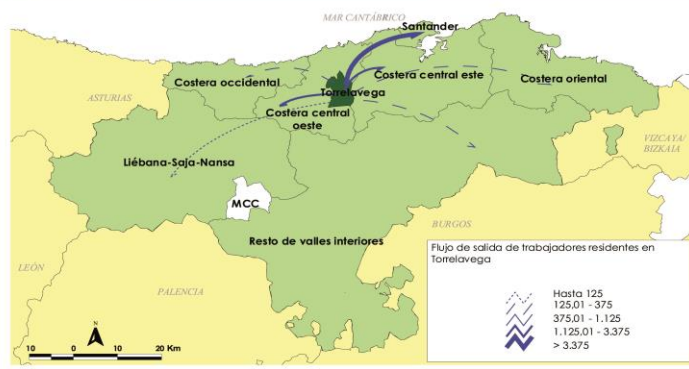 MAR CANTÁBRICO
Santander
Costera occidental
Costera central este
Costera oriental
Torrelavega
ASTURIAS
Costera central
oeste
VIZCAYA/
BIZKAIA
Liébana-Saja-Nansa
MCC
BURGOS
Resto de valles interiores
LEÓN
PALENCIA
Flujo de salida de trabajadores residentes en
Torrelavega
Hasta 125
125,01 - 375
375,01 - 1.125
1.125,01 - 3.375
> 3.375
N
10 0 10 20 Km